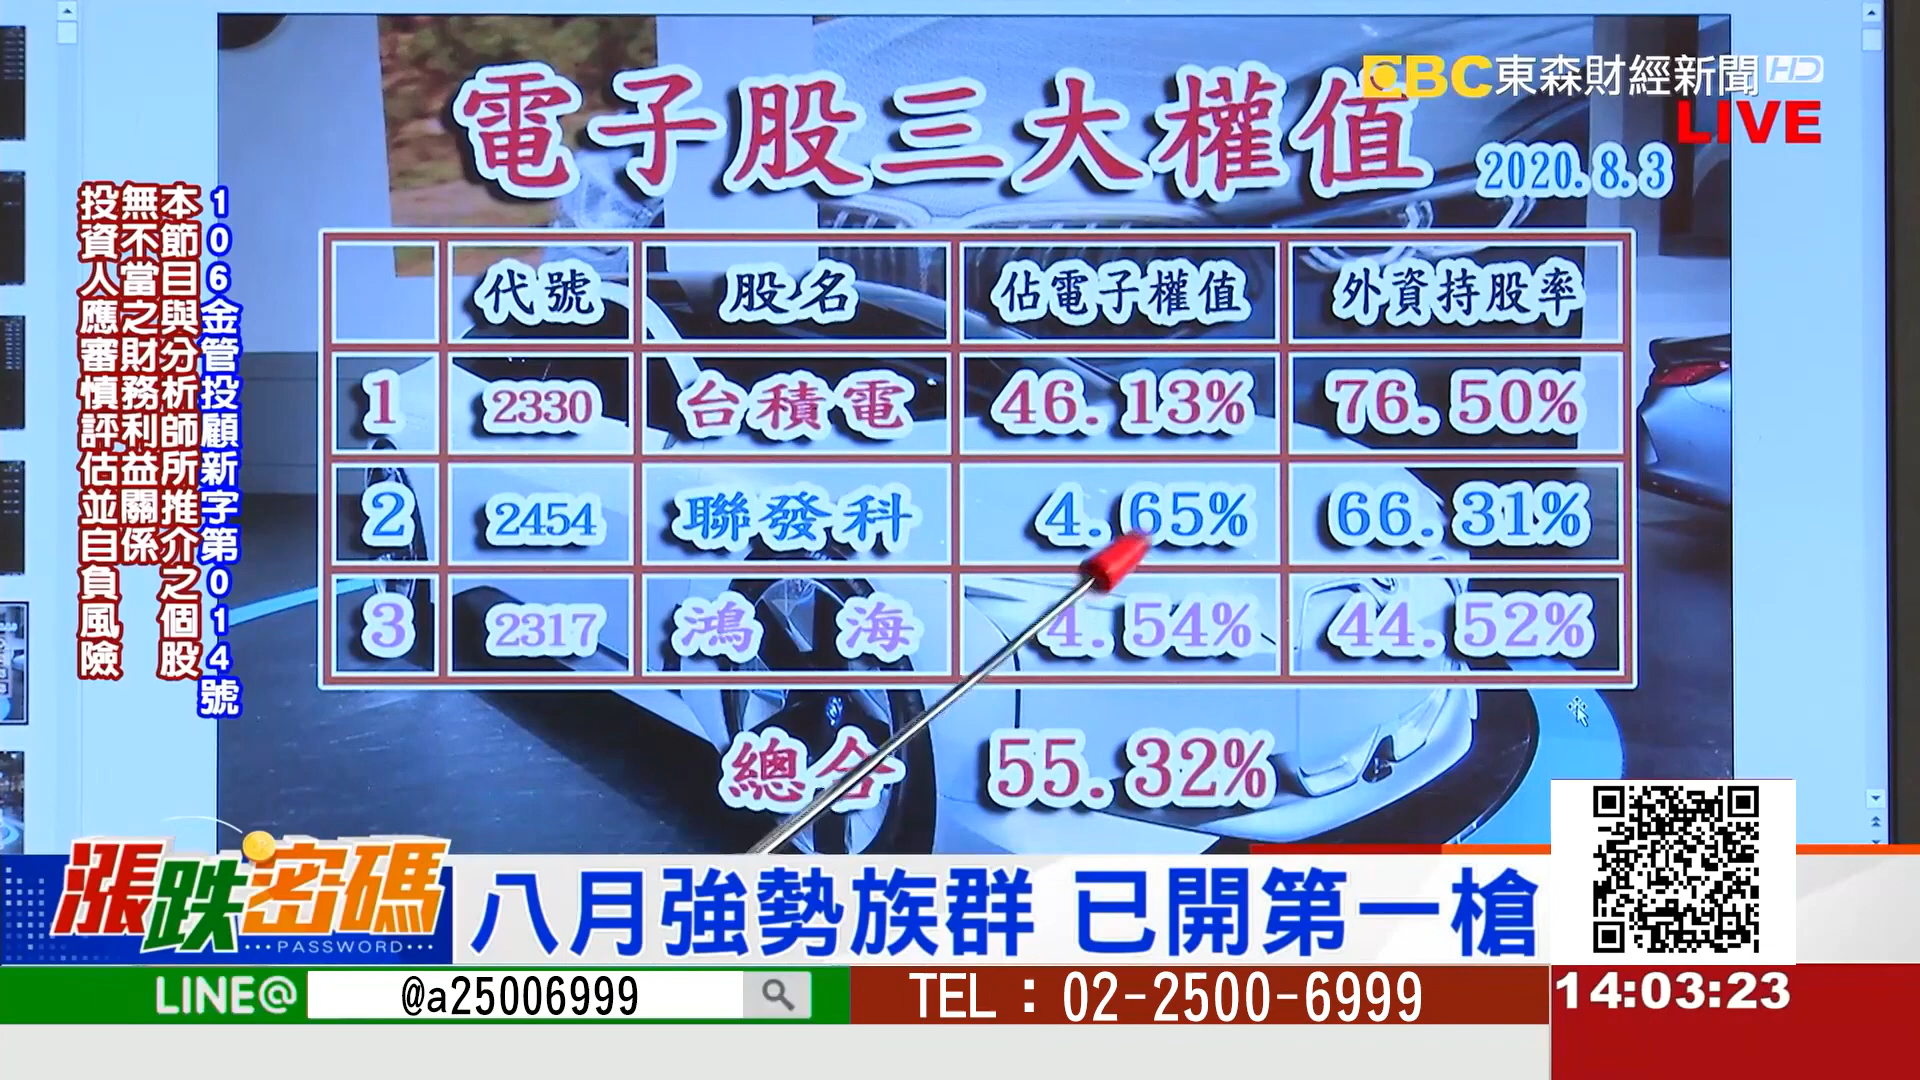 EBC東森財經新聞HD
LIVE
電子股三大權值
2020.8.3
代號 股名 佔電子權值 外資持股率
1 2330 台積電 46.13% 76.50%
2 2454 聯發科 4.65% 66.31%
3 2317 鴻海 4.54% 44.52%
總合 55.32%
106金管投顧新字第014號
本節目與分析師所推介之個股
無不當之財務利益關係
投資人應審慎評估並自負風險
漲跌密碼
PASSWORD
八月強勢族群 已開第一槍
LINE@ @a25006999
TEL：02-2500-6999
14:03:23